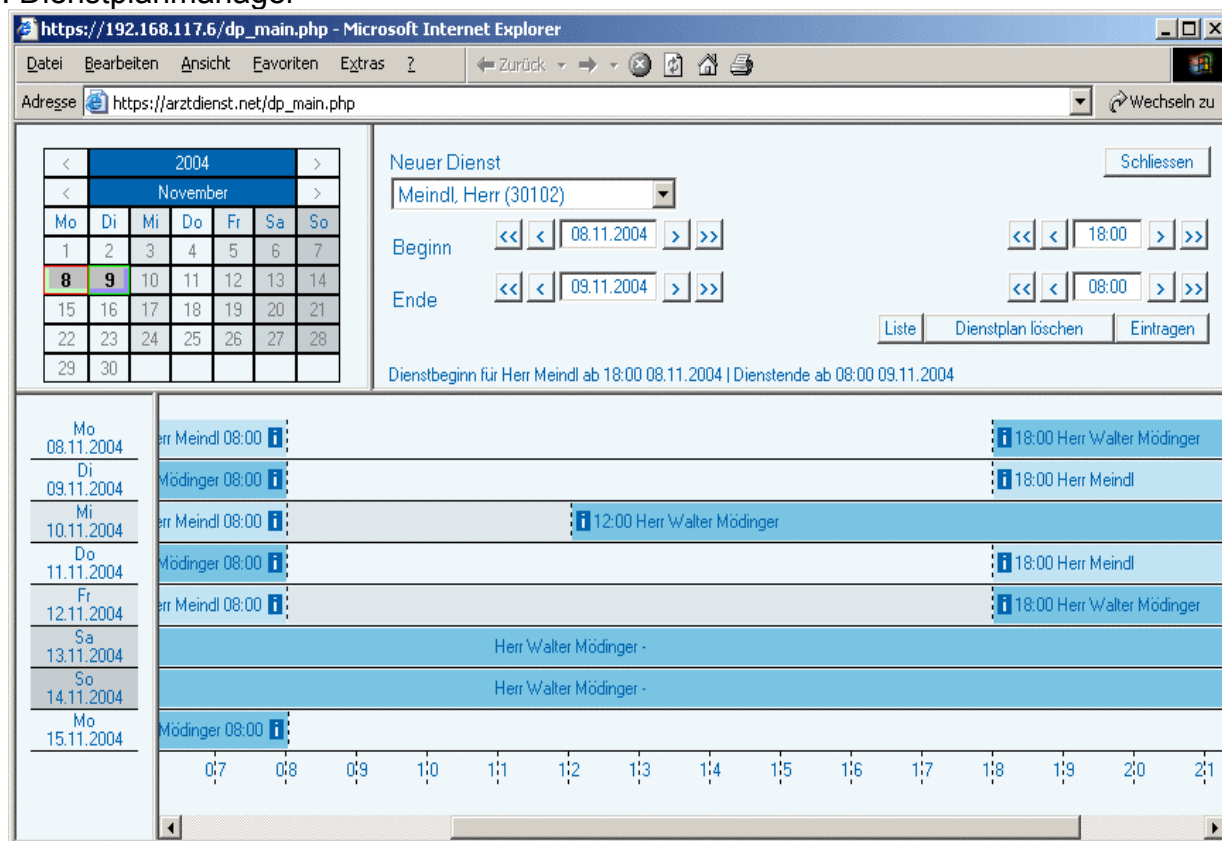 Dienstplanmanager
https://192.168.117.6/dp_main.php - Microsoft Internet Explorer
Datei Bearbeiten Ansicht Favoriten Extras ? Zurück
Adresse https://arztdienst.net/dp_main.php Wechseln zu
< 2004 >
< November >
Mo Di Mi Do Fr Sa So
1 2 3 4 5 6 7
8 9 10 11 12 13 14
15 16 17 18 19 20 21
22 23 24 25 26 27 28
29 30
Neuer Dienst Schliessen
Meindl, Herr (30102)
Beginn << < 08.11.2004 > >> << < 18:00 > >>
Ende << < 09.11.2004 > >> << < 08:00 > >>
Liste Dienstplan löschen Eintragen
Dienstbeginn für Herr Meindl ab 18:00 08.11.2004 | Dienstende ab 08:00 09.11.2004
Mo
08.11.2004 err Meindl 08:00 i i 18:00 Herr Walter Mödinger
Di
09.11.2004 Mödinger 08:00 i i 18:00 Herr Meindl
Mi
10.11.2004 err Meindl 08:00 i i 12:00 Herr Walter Mödinger
Do
11.11.2004 Mödinger 08:00 i i 18:00 Herr Meindl
Fr
12.11.2004 err Meindl 08:00 i i 18:00 Herr Walter Mödinger
Sa
13.11.2004 Herr Walter Mödinger -
So
14.11.2004 Herr Walter Mödinger -
Mo
15.11.2004 Mödinger 08:00 i
07 08 09 10 11 12 13 14 15 16 17 18 19 20 21